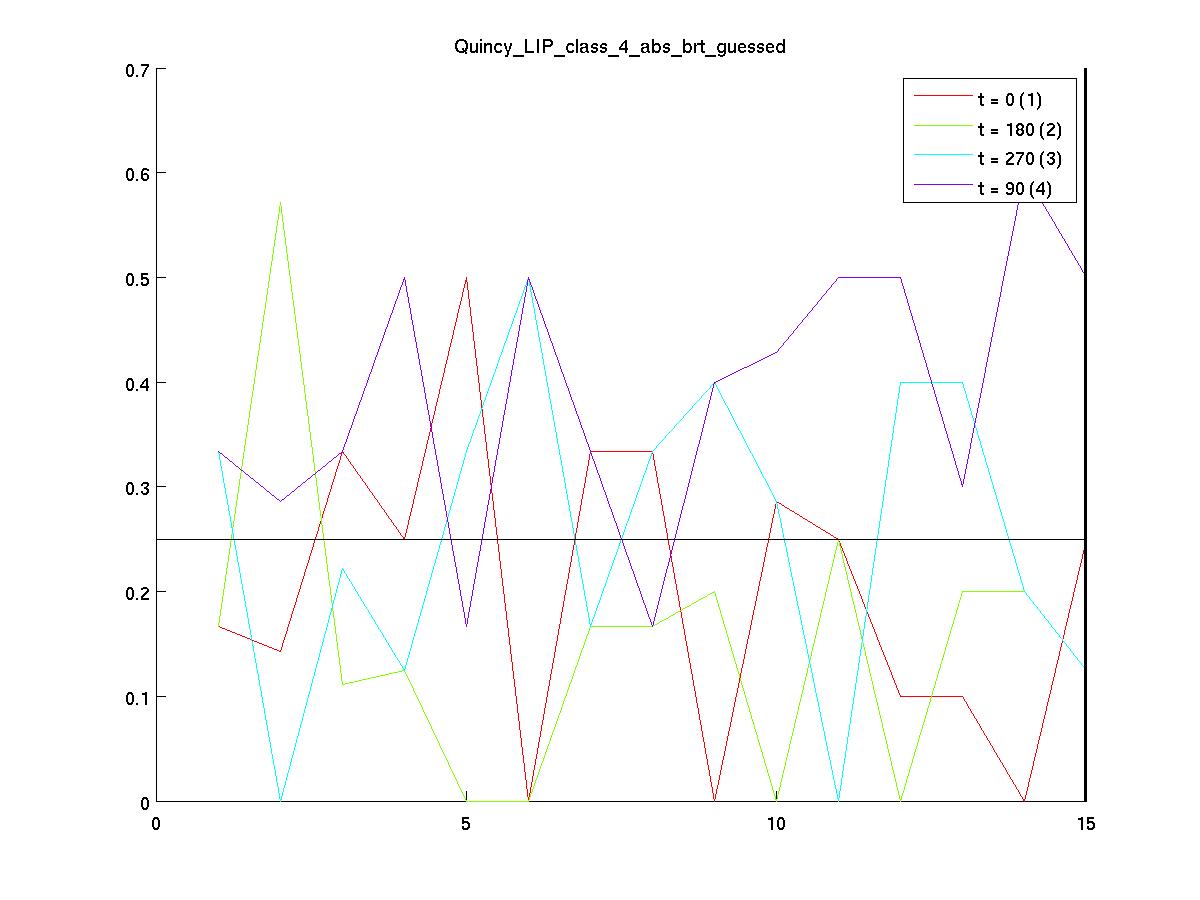 Quincy_LIP_class_4_abs_brt_guessed
0.7
0.6
0.5
0.4
0.3
0.2
0.1
0
t = 0 (1)
t = 180 (2)
t = 270 (3)
t = 90 (4)
0 5 10 15